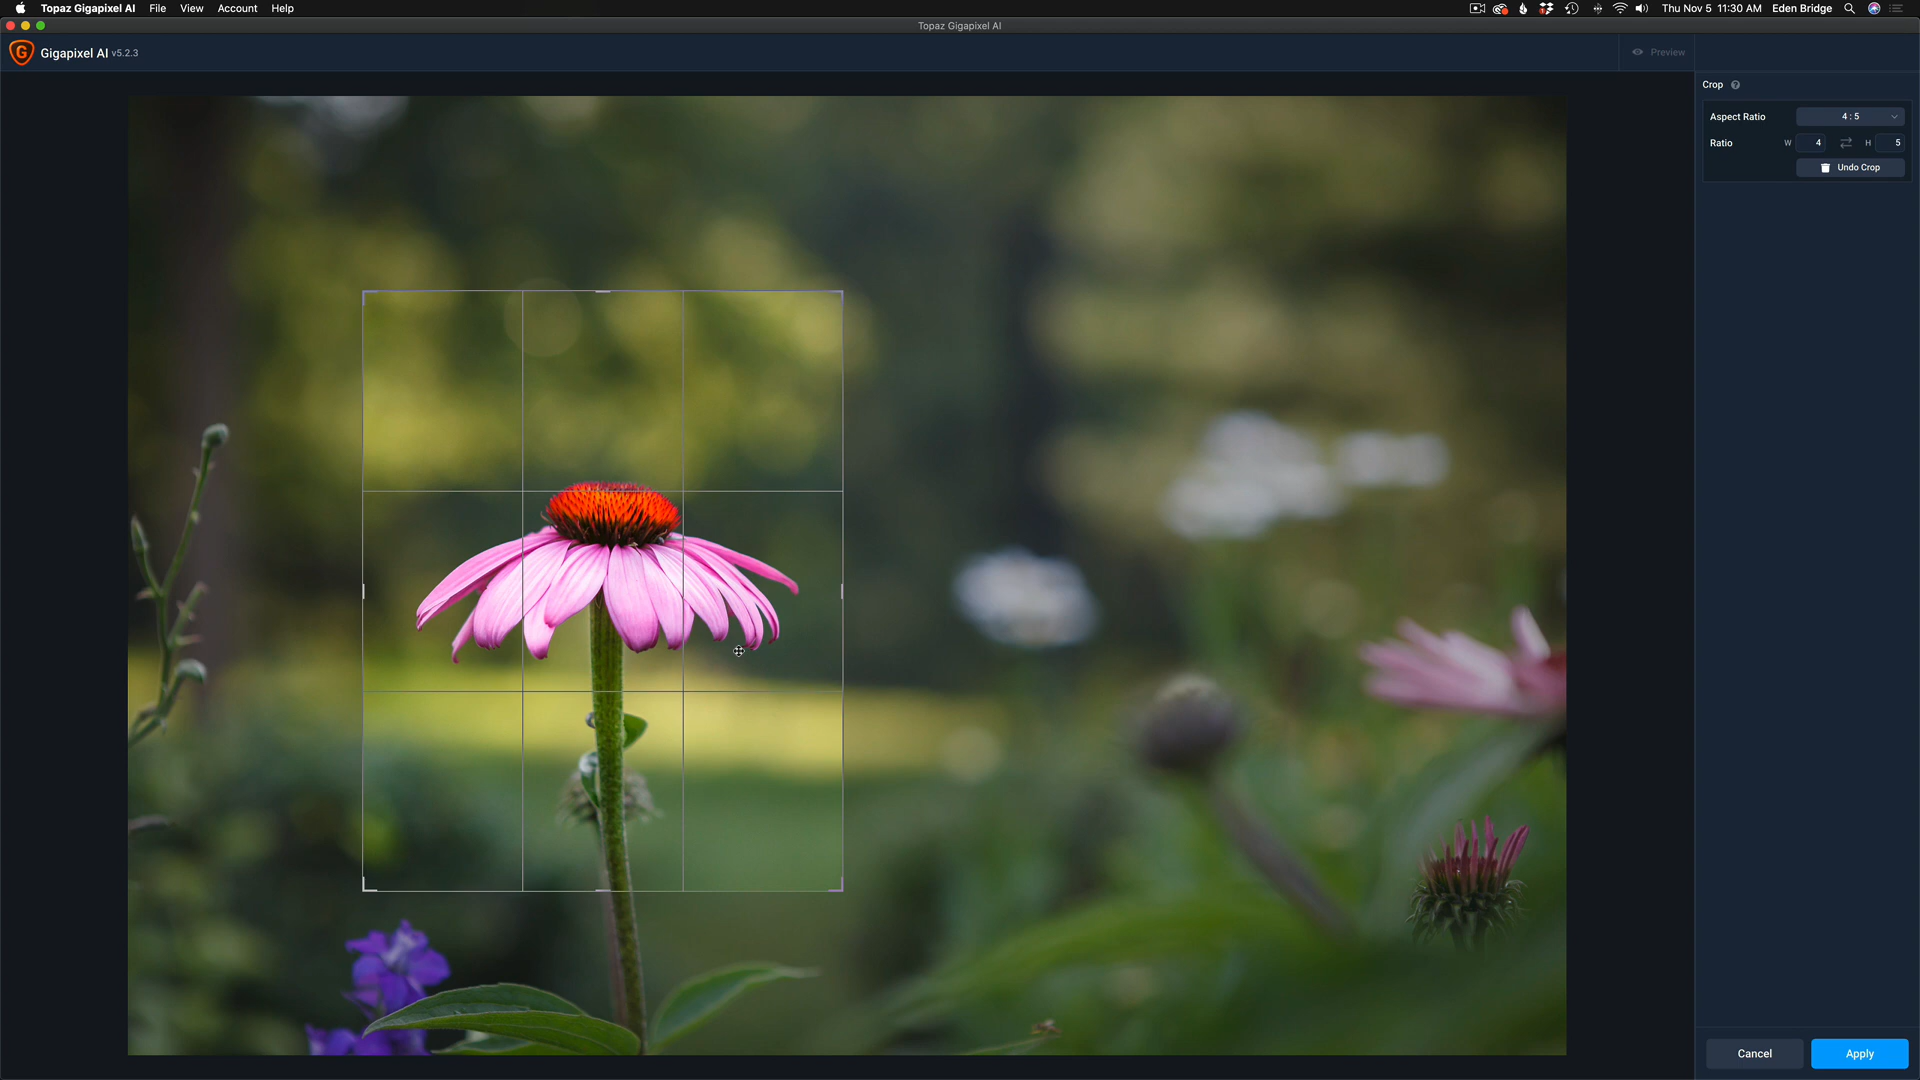 Topaz Gigapixel AI File View Account Help Thu Nov 5 11:30 AM Eden Bridge
Topaz Gigapixel AI
G Gigapixel AI v5.2.3 Preview
Crop ?
Aspect Ratio 4 : 5
Ratio W 4 H 5
Undo Crop
Cancel Apply